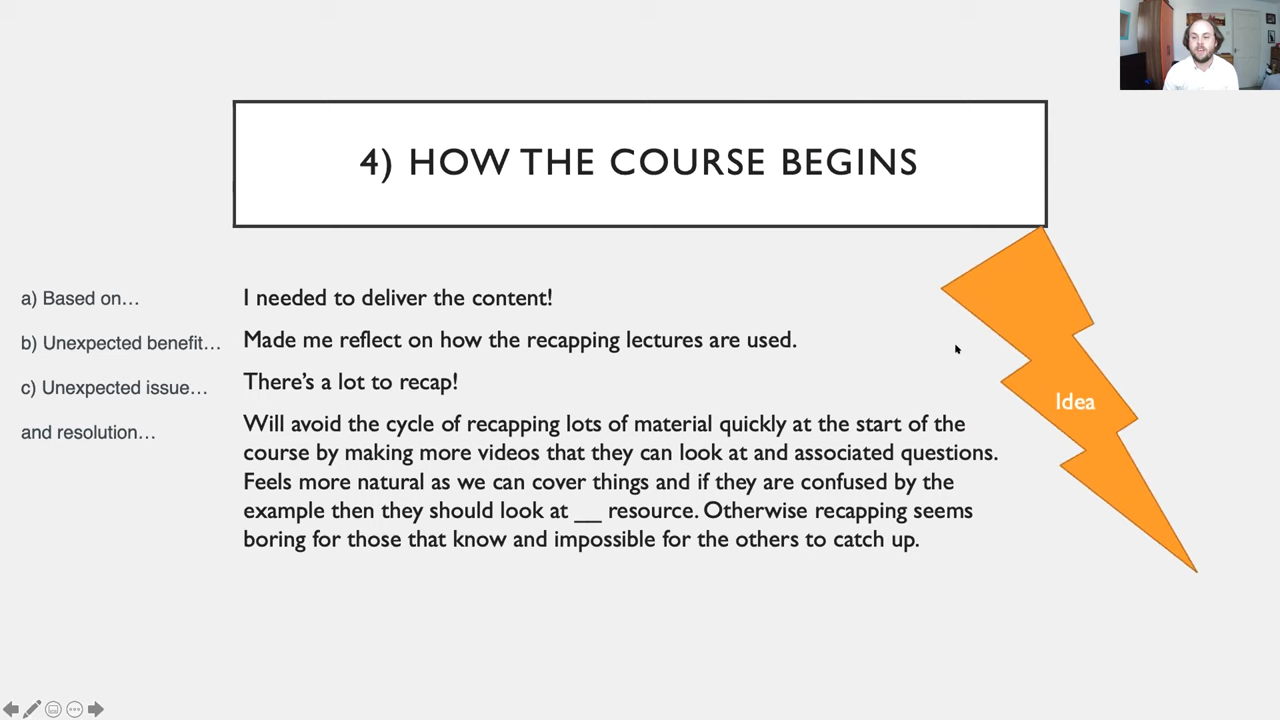 4) HOW THE COURSE BEGINS
a) Based on…
I needed to deliver the content!
b) Unexpected benefit…
Made me reflect on how the recapping lectures are used.
c) Unexpected issue…
There’s a lot to recap!
and resolution…
Will avoid the cycle of recapping lots of material quickly at the start of the
course by making more videos that they can look at and associated questions.
Feels more natural as we can cover things and if they are confused by the
example then they should look at __ resource. Otherwise recapping seems
boring for those that know and impossible for the others to catch up.
Idea